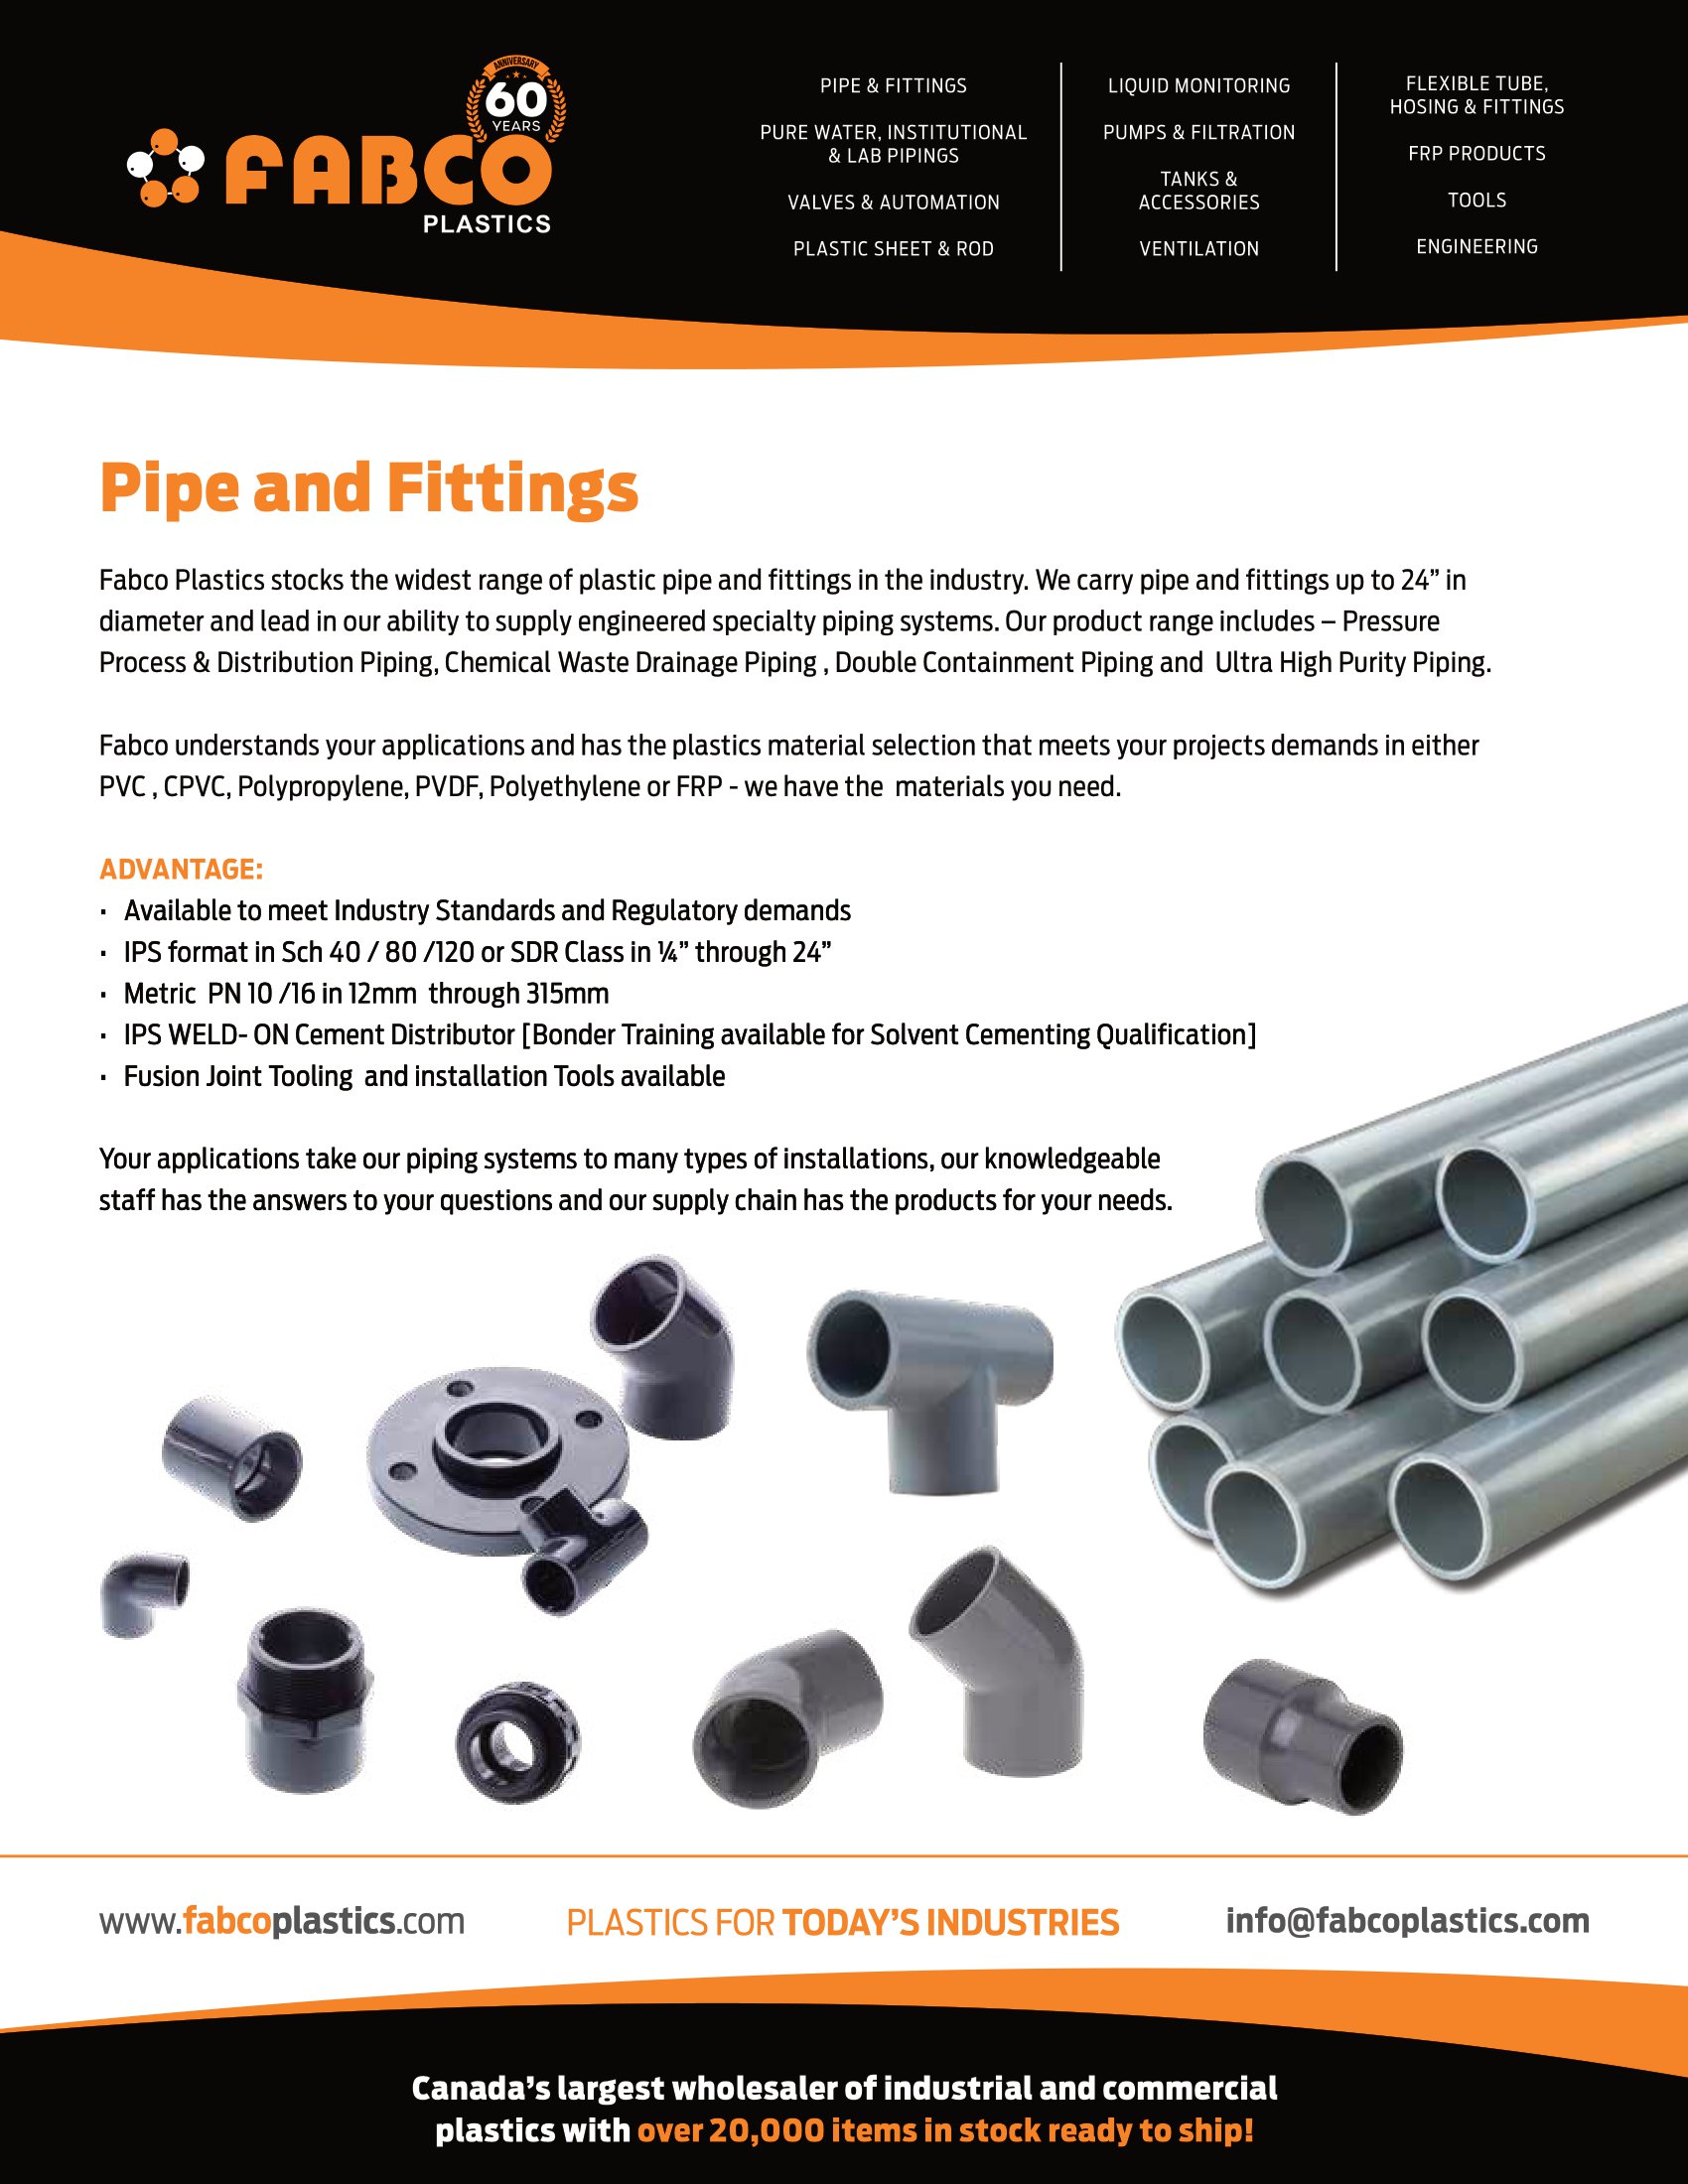 ANNIVERSARY
60
YEARS
FABCO
PLASTICS
PIPE & FITTINGS
PURE WATER, INSTITUTIONAL
& LAB PIPINGS
VALVES & AUTOMATION
PLASTIC SHEET & ROD
LIQUID MONITORING
PUMPS & FILTRATION
TANKS &
ACCESSORIES
VENTILATION
FLEXIBLE TUBE,
HOSING & FITTINGS
FRP PRODUCTS
TOOLS
ENGINEERING
Pipe and Fittings
Fabco Plastics stocks the widest range of plastic pipe and fittings in the industry. We carry pipe and fittings up to 24” in
diameter and lead in our ability to supply engineered specialty piping systems. Our product range includes – Pressure
Process & Distribution Piping, Chemical Waste Drainage Piping , Double Containment Piping and  Ultra High Purity Piping.
Fabco understands your applications and has the plastics material selection that meets your projects demands in either
PVC , CPVC, Polypropylene, PVDF, Polyethylene or FRP - we have the  materials you need.
ADVANTAGE:
· Available to meet Industry Standards and Regulatory demands
· IPS format in Sch 40 / 80 /120 or SDR Class in ¼” through 24”
· Metric  PN 10 /16 in 12mm  through 315mm
· IPS WELD- ON Cement Distributor [Bonder Training available for Solvent Cementing Qualification]
· Fusion Joint Tooling  and installation Tools available
Your applications take our piping systems to many types of installations, our knowledgeable
staff has the answers to your questions and our supply chain has the products for your needs.
www.fabcoplastics.com
PLASTICS FOR TODAY’S INDUSTRIES
info@fabcoplastics.com
Canada’s largest wholesaler of industrial and commercial
plastics with over 20,000 items in stock ready to ship!